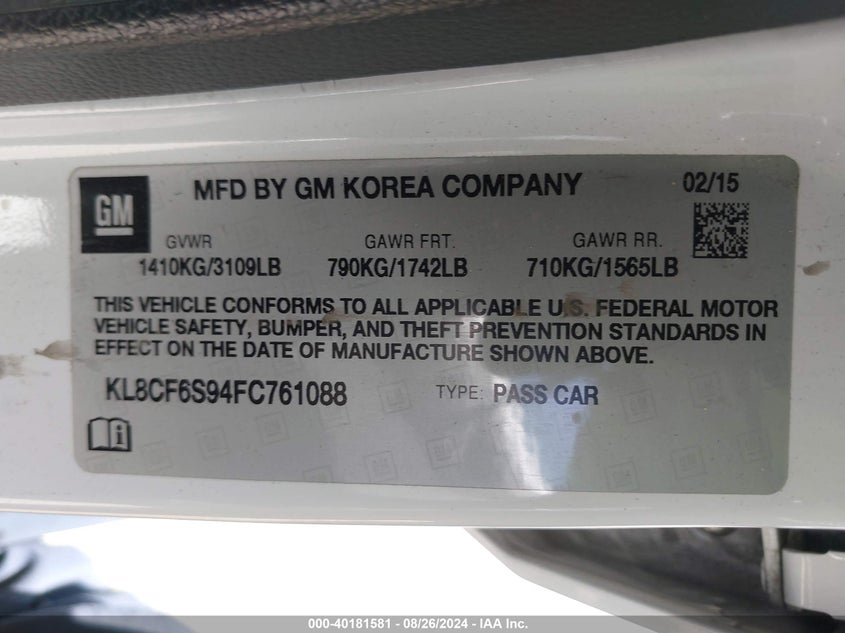 GM
MFD BY GM KOREA COMPANY 02/15
GVWR GAWR FRT. GAWR RR.
1410KG/3109LB 790KG/1742LB 710KG/1565LB
THIS VEHICLE CONFORMS TO ALL APPLICABLE U.S. FEDERAL MOTOR
VEHICLE SAFETY, BUMPER, AND THEFT PREVENTION STANDARDS IN
EFFECT ON THE DATE OF MANUFACTURE SHOWN ABOVE.
KL8CF6S94FC761088 TYPE: PASS CAR
000-40181581 - 08/26/2024 - IAA Inc.